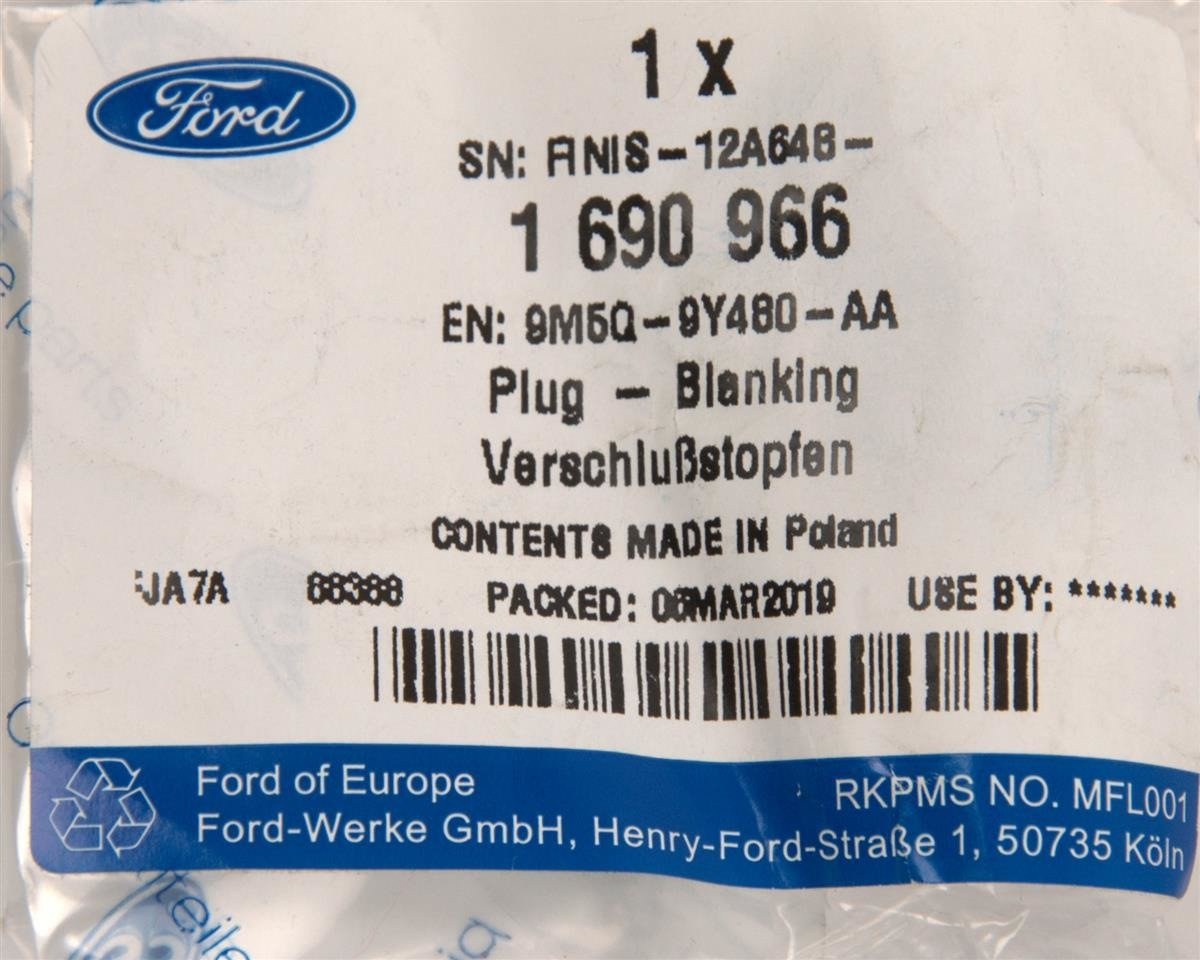 Ford
1 x
SN: FINIS-12A648-
1 690 966
EN: 9M5Q-9Y480-AA
Plug - Blanking
Verschlußstopfen
CONTENTS MADE IN Poland
JA7A PACKED: 06MAR2019 USE BY: *******
Ford of Europe RKPMS NO. MFL001
Ford-Werke GmbH, Henry-Ford-Straße 1, 50735 Köln